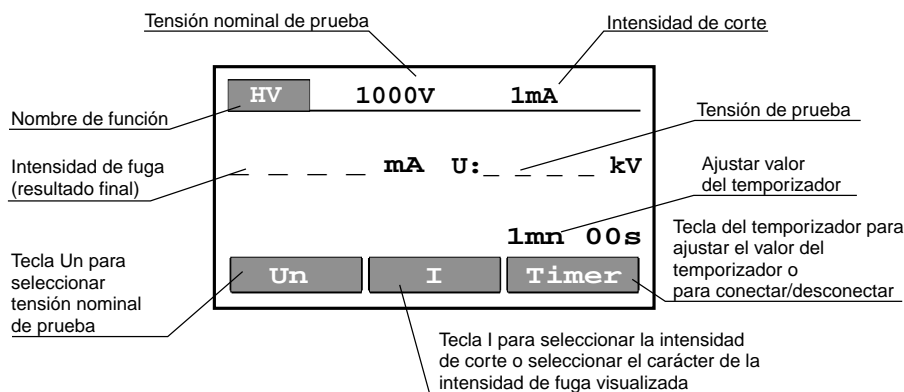 Tensión nominal de prueba
Intensidad de corte
HV 1000V 1mA
Nombre de función
Tensión de prueba
Intensidad de fuga
(resultado final)
_ _ _ _ mA U:_ _ _ _ kV
Ajustar valor
del temporizador
1mn 00s
Tecla del temporizador para
ajustar el valor del
temporizador o
para conectar/desconectar
Tecla Un para
seleccionar
tensión nominal
de prueba
Un I Timer
Tecla I para seleccionar la intensidad
de corte o seleccionar el carácter de la
intensidad de fuga visualizada